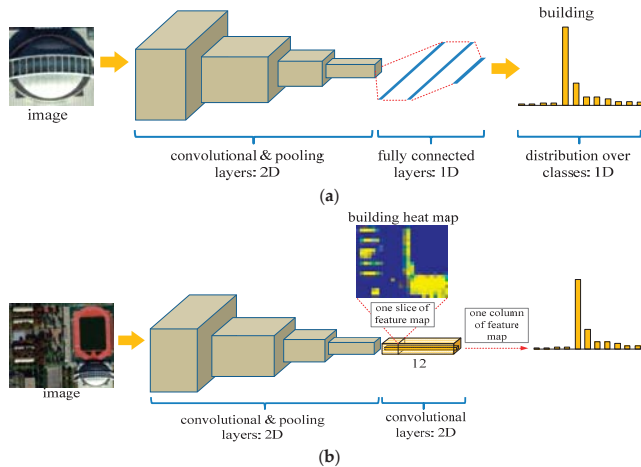 building
image
convolutional & pooling
layers: 2D
fully connected
layers: 1D
distribution over
classes: 1D
(a)
building heat map
one slice of
feature map
one column
of feature
map
12
image
convolutional & pooling
layers: 2D
convolutional
layers: 2D
(b)